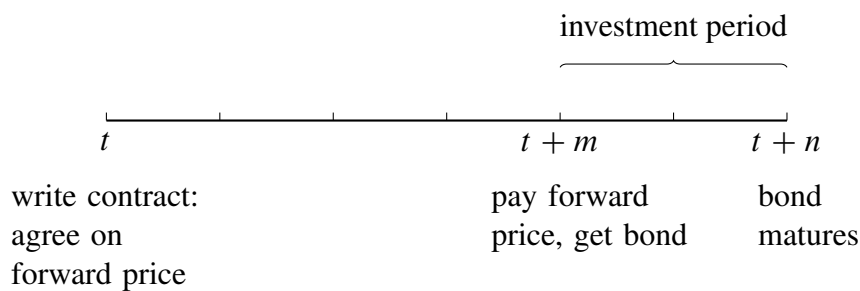 investment period
t
t + m
t + n
write contract:
agree on
forward price
pay forward
price, get bond
bond
matures